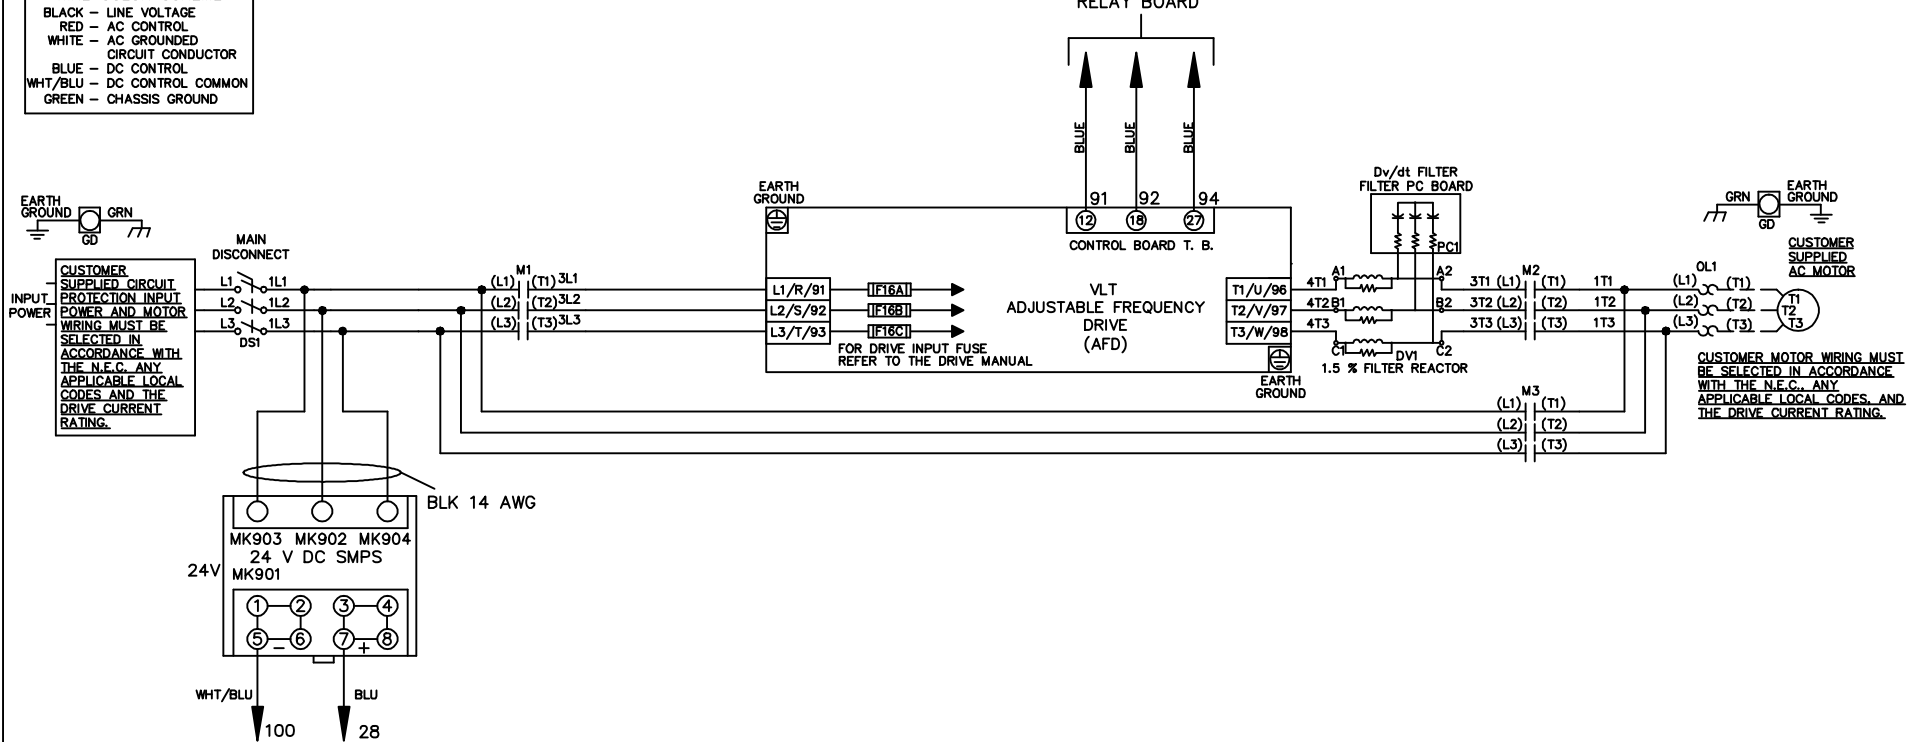 BLACK – LINE VOLTAGE
RED – AC CONTROL
WHITE – AC GROUNDED
CIRCUIT CONDUCTOR
BLUE – DC CONTROL
WHT/BLU – DC CONTROL COMMON
GREEN – CHASSIS GROUND
RELAY BOARD
BLUE
BLUE
BLUE
91
92
94
12
18
27
CONTROL BOARD T. B.
EARTH
GROUND
GRN
GD
INPUT
POWER
CUSTOMER
SUPPLIED CIRCUIT
PROTECTION INPUT
POWER AND MOTOR
WIRING MUST BE
SELECTED IN
ACCORDANCE WITH
THE N.E.C. ANY
APPLICABLE LOCAL
CODES AND THE
DRIVE CURRENT
RATING.
MAIN
DISCONNECT
L1
1L1
L2
1L2
L3
1L3
DS1
M1
(L1)
(T1)
3L1
(L2)
(T2)
3L2
(L3)
(T3)
3L3
EARTH
GROUND
L1/R/91
L2/S/92
L3/T/93
F16A
F16B
F16C
FOR DRIVE INPUT FUSE
REFER TO THE DRIVE MANUAL
VLT
ADJUSTABLE FREQUENCY
DRIVE
(AFD)
T1/U/96
T2/V/97
T3/W/98
EARTH
GROUND
Dv/dt FILTER
FILTER PC BOARD
PC1
4T1
A1
A2
4T2
B1
B2
4T3
C1
C2
DV1
1.5 % FILTER REACTOR
M2
3T1 (L1)
(T1)
1T1
3T2 (L2)
(T2)
1T2
3T3 (L3)
(T3)
1T3
M3
(L1)
(T1)
(L2)
(T2)
(L3)
(T3)
OL1
(L1)
(T1)
(L2)
(T2)
(L3)
(T3)
T1
T2
T3
GRN
EARTH
GROUND
GD
CUSTOMER
SUPPLIED
AC MOTOR
CUSTOMER MOTOR WIRING MUST
BE SELECTED IN ACCORDANCE
WITH THE N.E.C., ANY
APPLICABLE LOCAL CODES, AND
THE DRIVE CURRENT RATING.
BLK 14 AWG
MK903 MK902 MK904
24 V DC SMPS
24V
MK901
1
2
3
4
5
6
7
8
–
+
WHT/BLU
BLU
100
28